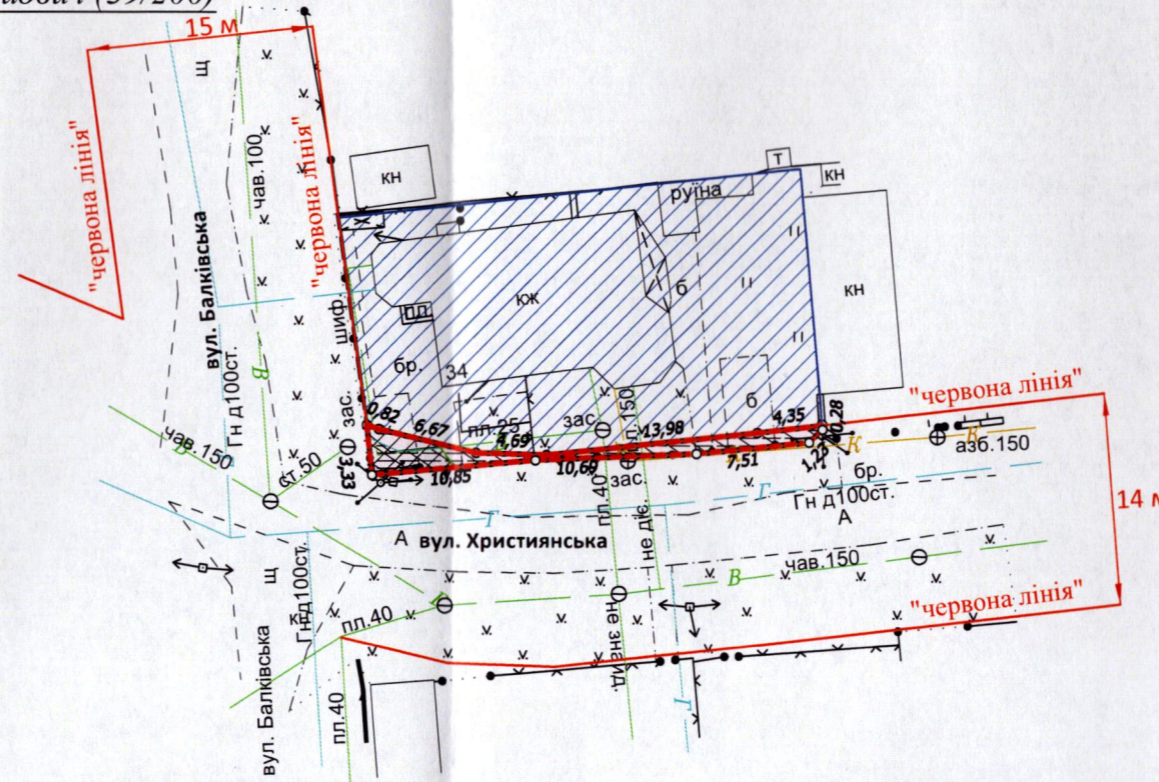 (39/200)
15 м
щ
"червона лінія"
чав.100
"червона лінія"
вул. Балківська
кн
т
кн
руїна
кж
б
кн
шиф.
пл.
бр.
34
Гн д100ст.
В
зас.
0,82
6,67
пл.25
4,69
зас
пл. 150
13,98
б
4,35
0,28
"червона лінія"
чав.150
В
ст.50
3,33
10,85
10,69
зас.
7,51
1,12
К
К
азб.150
бр.
пл.40
не діє.
Г
Г
Гн д100ст.
А
14 м
А
вул. Християнська
В
чав.150
щ
Гн д100ст.
пл.40
не знайд.
"червона лінія"
вул. Балківська
пл.40
Г